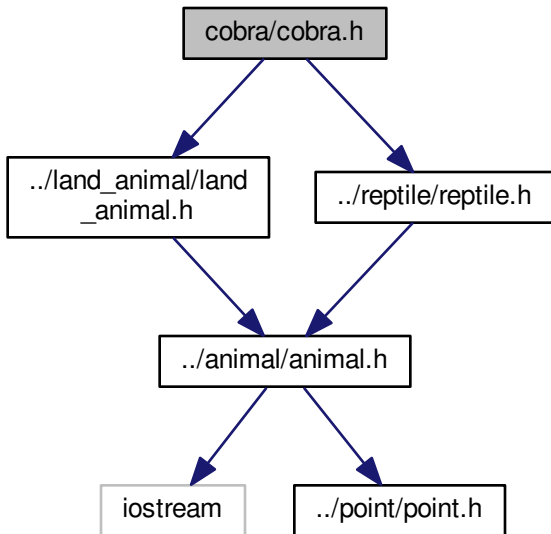 cobra/cobra.h
../land_animal/land
_animal.h
../reptile/reptile.h
../animal/animal.h
iostream
../point/point.h